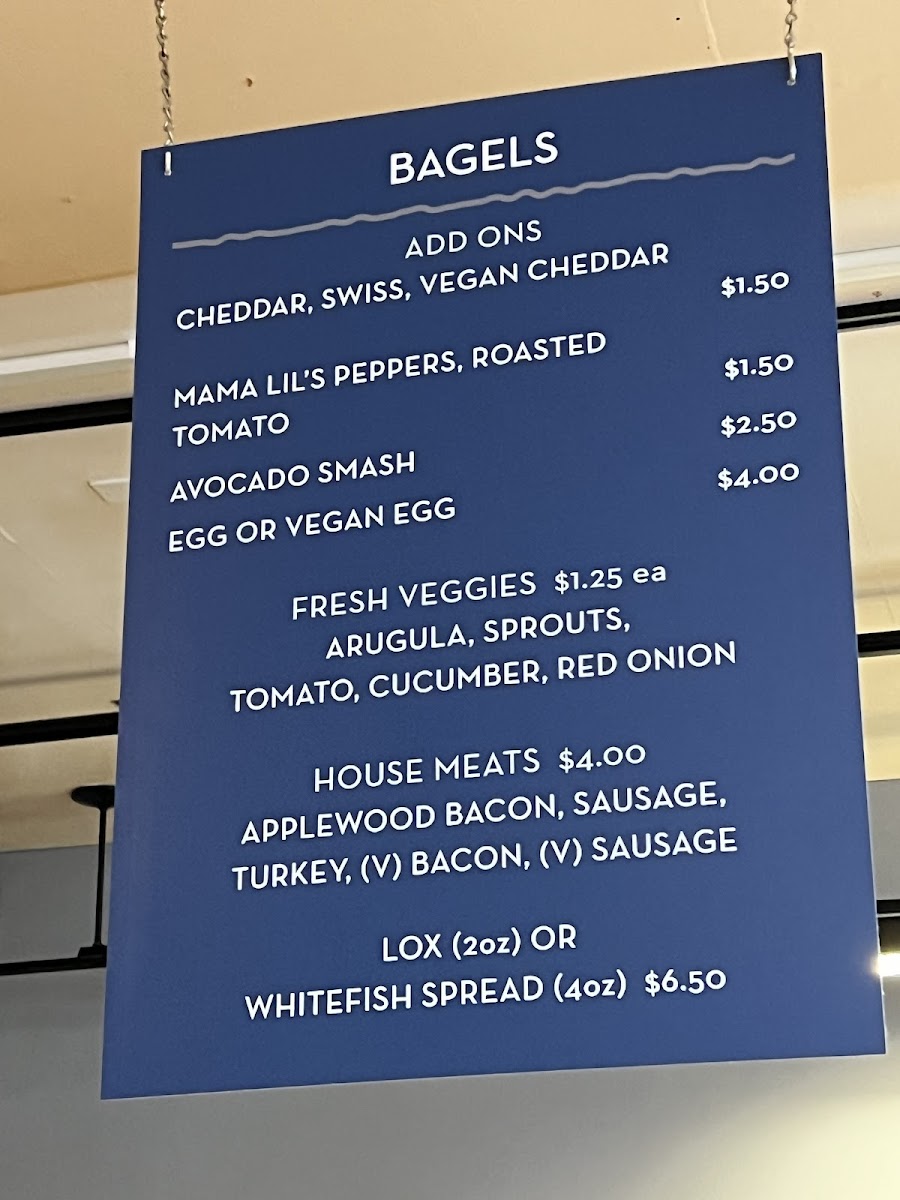 BAGELS
ADD ONS
CHEDDAR, SWISS, VEGAN CHEDDAR
$1.50
MAMA LIL'S PEPPERS, ROASTED
TOMATO
$1.50
AVOCADO SMASH
$2.50
EGG OR VEGAN EGG
$4.00
FRESH VEGGIES $1.25 ea
ARUGULA, SPROUTS,
TOMATO, CUCUMBER, RED ONION
HOUSE MEATS $4.00
APPLEWOOD BACON, SAUSAGE,
TURKEY, (V) BACON, (V) SAUSAGE
LOX (2oz) OR
WHITEFISH SPREAD (4oz) $6.50